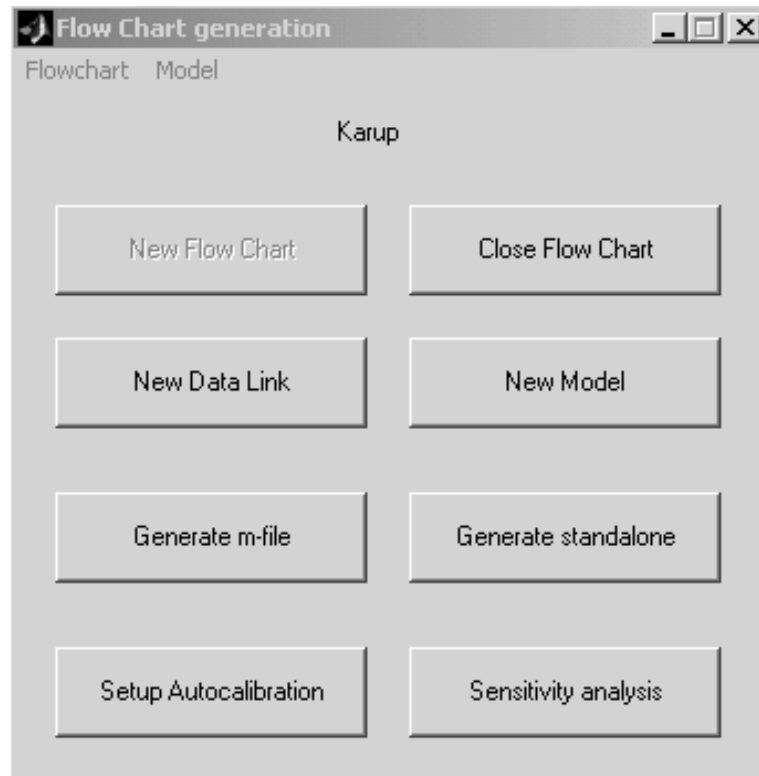 Flow Chart generation
Flowchart Model
Karup
New Flow Chart Close Flow Chart
New Data Link New Model
Generate m-file Generate standalone
Setup Autocalibration Sensitivity analysis